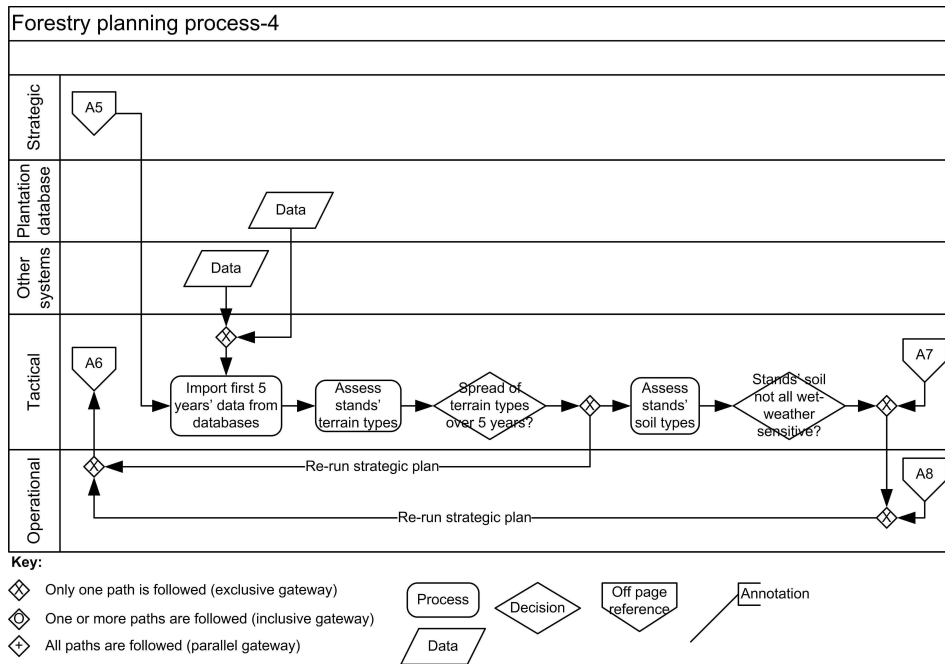 Forestry planning process-4
Strategic
A5
Plantation
database
Data
Other
systems
Data
Tactical
A6
X
Import first 5
years' data from
databases
Assess
stands'
terrain types
Spread of
terrain types
over 5 years?
X
Assess
stands'
soil types
Stands' soil
not all wet-
weather
sensitive?
X
A7
Operational
X
Re-run strategic plan
Re-run strategic plan
X
A8
Key:
X
Only one path is followed (exclusive gateway)
O
One or more paths are followed (inclusive gateway)
+
All paths are followed (parallel gateway)
Process
Data
Decision
Off page
reference
Annotation